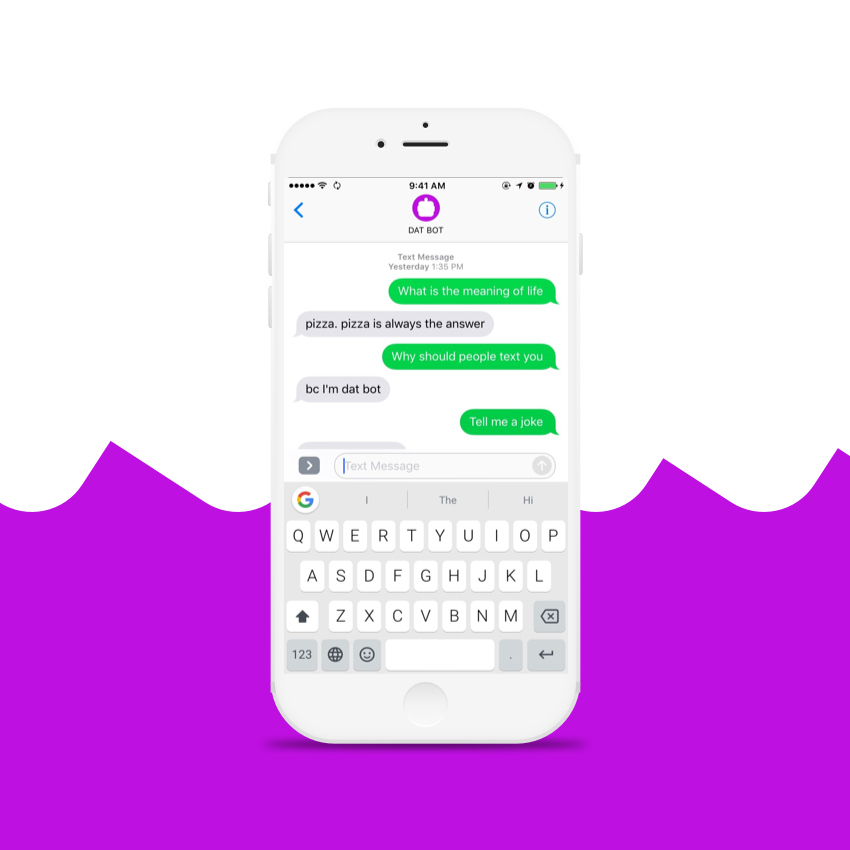 9:41 AM
DAT BOT
Text Message
Yesterday 1:35 PM
What is the meaning of life
pizza. pizza is always the answer
Why should people text you
bc I'm dat bot
Tell me a joke
Text Message
G
I The Hi
Q W E R T Y U I O P
A S D F G H J K L
Z X C V B N M
123 .